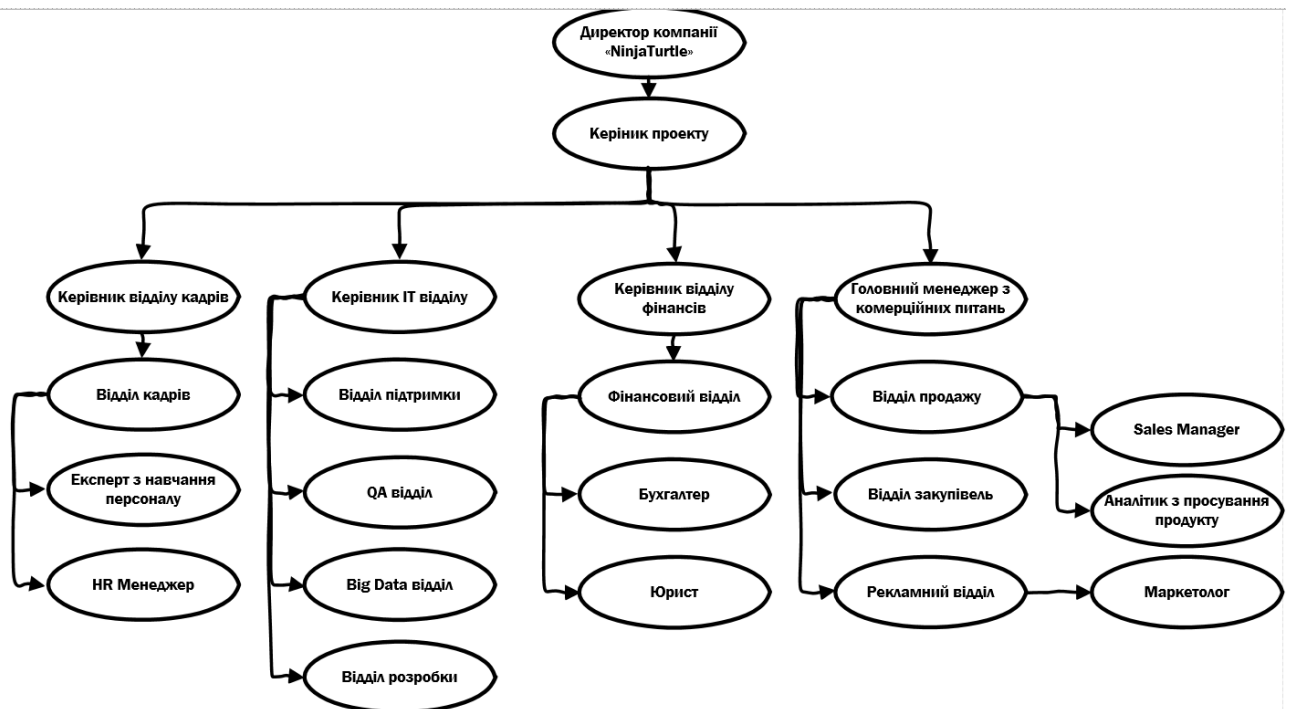 Директор компанії
«NinjaTurtle»
Керіник проекту
Керівник відділу кадрів
Керівник IT відділу
Керівник відділу
фінансів
Головний менеджер з
комерційних питань
Відділ кадрів
Відділ підтримки
Фінансовий відділ
Відділ продажу
Sales Manager
Експерт з навчання
персоналу
QA відділ
Бухгалтер
Відділ закупівель
Аналітик з просування
продукту
HR Менеджер
Big Data відділ
Юрист
Рекламний відділ
Маркетолог
Відділ розробки